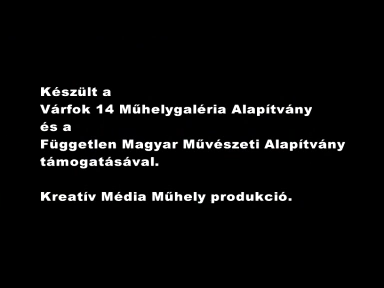 Készült a
Várfok 14 Műhelygaléria Alapítvány
és a
Független Magyar Művészeti Alapítvány
támogatásával.
Kreatív Média Műhely produkció.